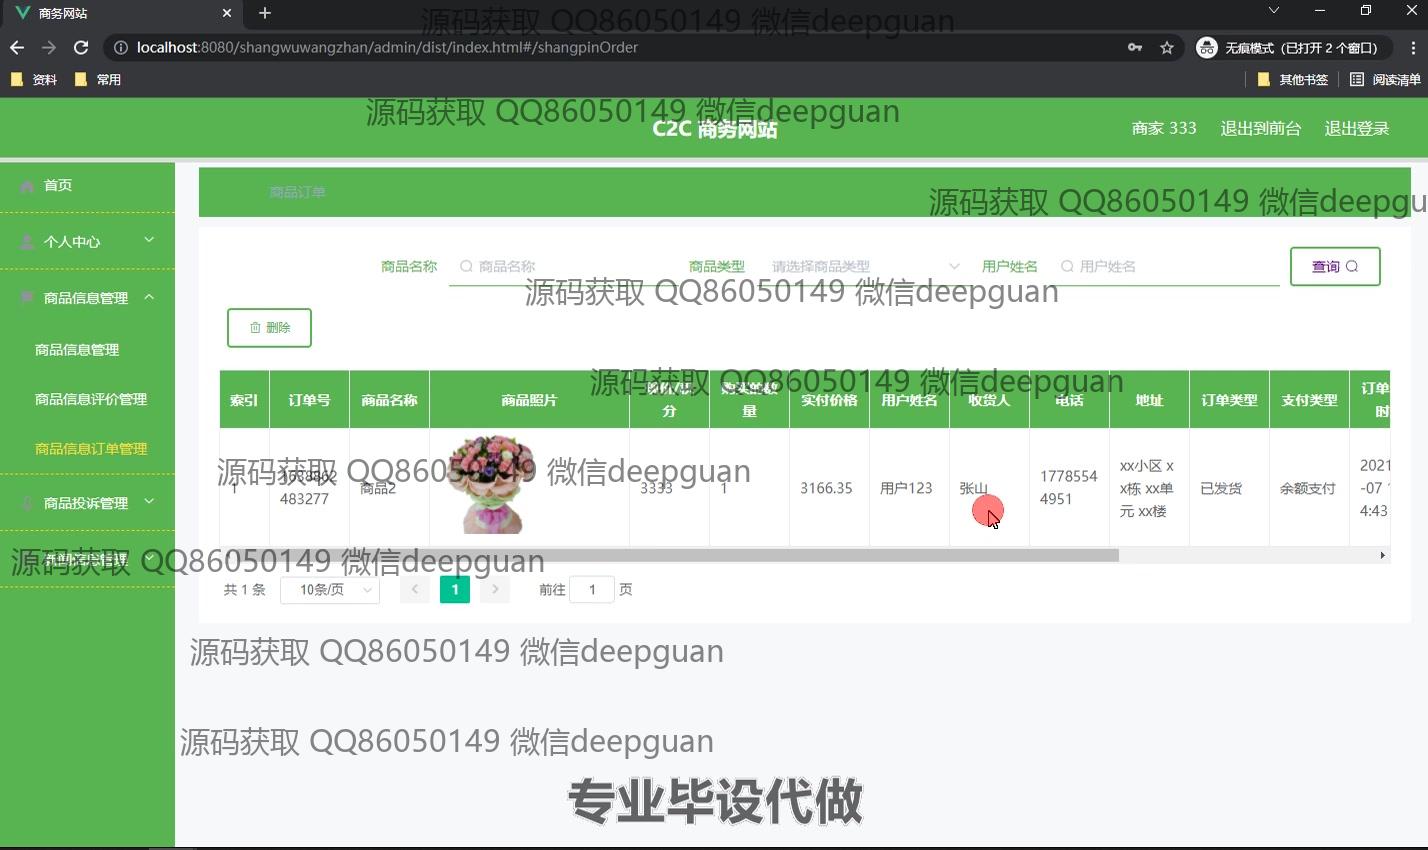 商务网站
源码获取 QQ86050149 微信deepguan
localhost:8080/shangwuwangzhan/admin/dist/index.html#/shangpinOrder
无痕模式 (已打开 2 个窗口)
资料
常用
其他书签
阅读清单
源码获取 QQ86050149 微信deepguan
C2C 商务网站
商家 333
退出到前台
退出登录
首页
个人中心
商品信息管理
商品信息管理
商品信息评价管理
商品信息订单管理
商品投诉管理
商品订单
源码获取 QQ86050149 微信deepgu
商品名称
商品名称
商品类型
请选择商品类型
用户姓名
用户姓名
查询
源码获取 QQ86050149 微信deepguan
删除
源码获取 QQ86050149 微信deepguan
索引 订单号 商品名称 商品照片 分 量 实付价格 用户姓名 收货人 电话 地址 订单类型 支付类型 订单
时
源码获取 QQ86050149 微信deepguan
1
1638862
483277
商品2
3333
1
3166.35
用户123
张山
1778554
4951
xx小区 x
x栋 xx单
元 xx楼
已发货
余额支付
2021
-07 1
4:43
源码获取 QQ86050149 微信deepguan
共 1 条
10条/页
1
前往 1 页
源码获取 QQ86050149 微信deepguan
源码获取 QQ86050149 微信deepguan
专业毕设代做